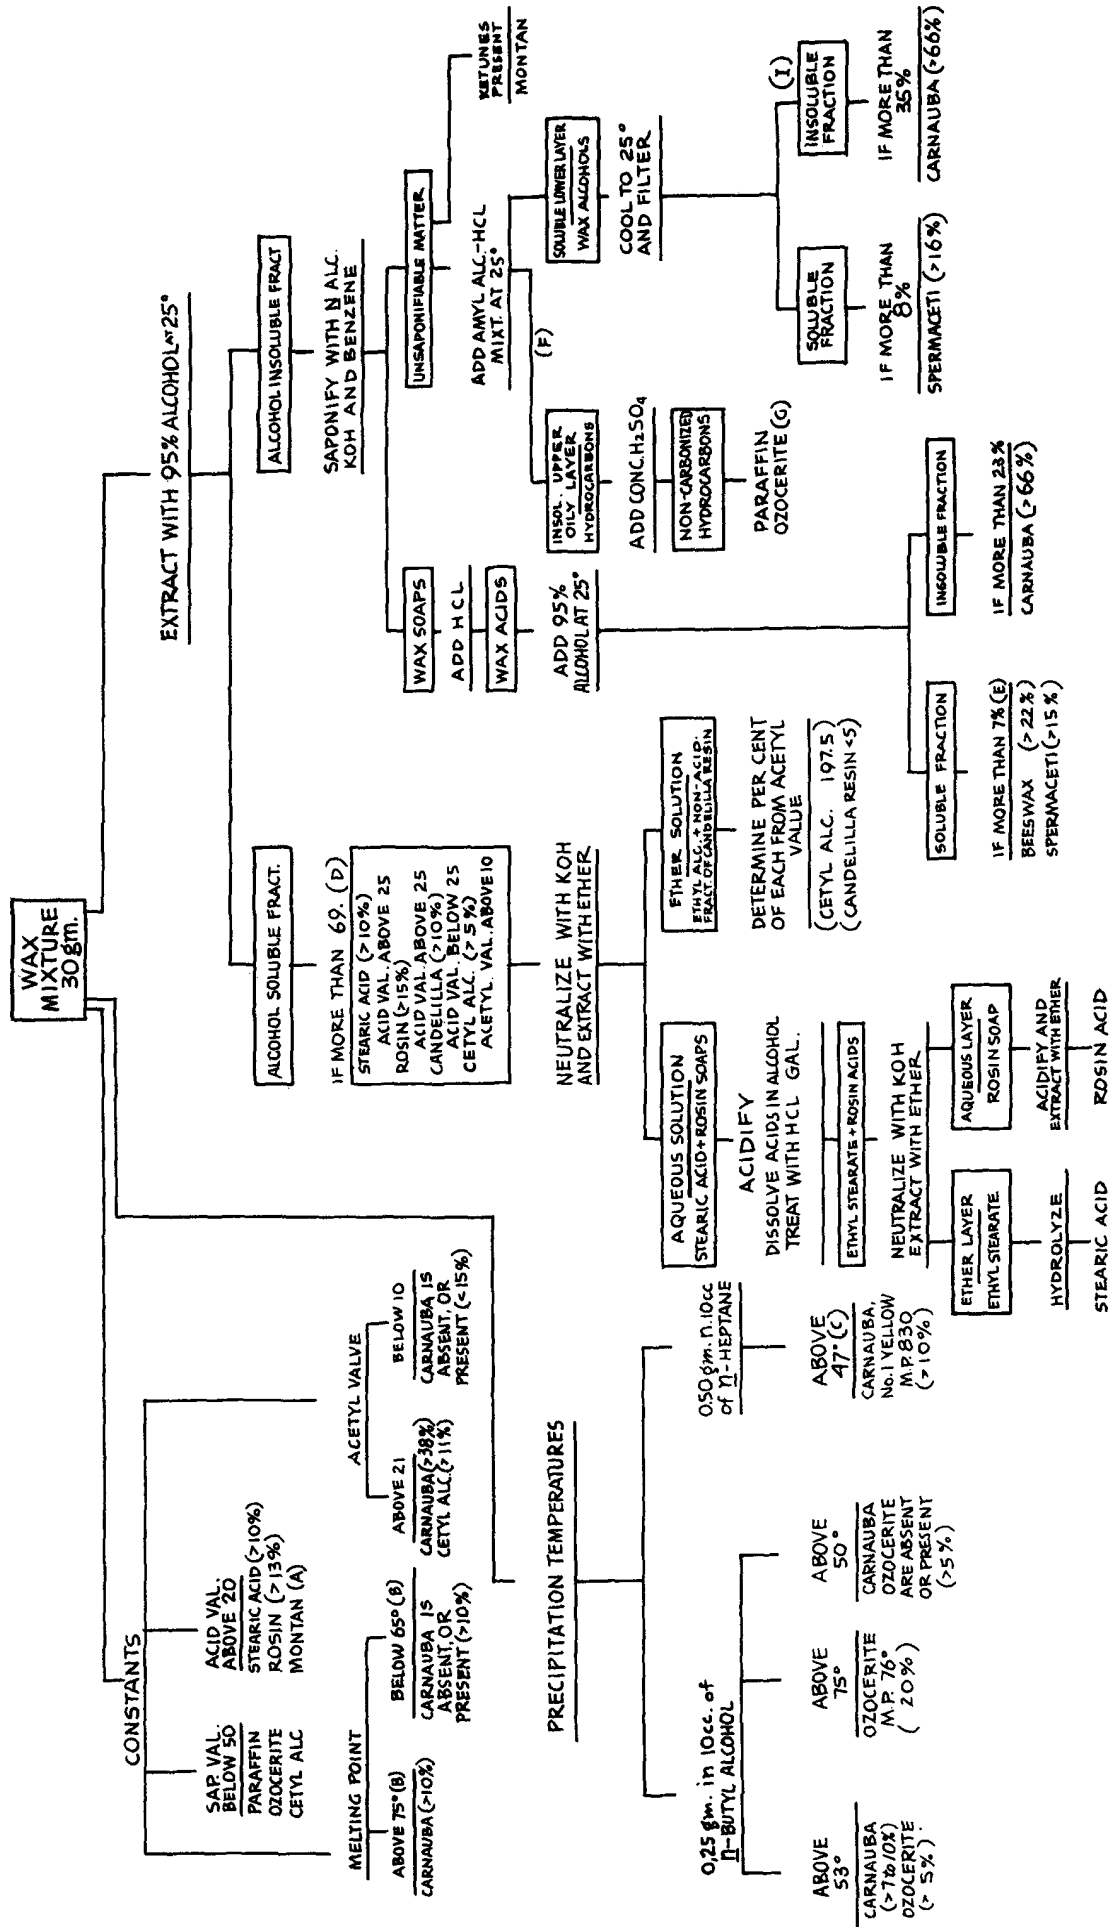 WAX
MIXTURE
30 gm.
CONSTANTS
SAP. VAL.
BELOW 50
PARAFFIN
OZOCERITE
CETYL ALC
ACID VAL.
ABOVE 20
STEARIC ACID (>10%)
ROSIN (>13%)
MONTAN (A)
MELTING POINT
ABOVE 75° (B)
CARNAUBA (>10%)
BELOW 65° (B)
CARNAUBA IS
ABSENT, OR
PRESENT (>10%)
ACETYL VALVE
ABOVE 21
CARNAUBA (>38%)
CETYL ALC. (>11%)
BELOW 10
CARNAUBA IS
ABSENT, OR
PRESENT (<15%)
PRECIPITATION TEMPERATURES
0,25 gm. in 10cc. of
n-BUTYL ALCOHOL
ABOVE
53°
CARNAUBA
(>7 to 10%)
OZOCERITE
(> 5%).
ABOVE
75°
OZOCERITE
M.P. 76°
( 20%)
ABOVE
50°
CARNAUBA
OZOCERITE
ARE ABSENT
OR PRESENT
(>5%)
0.50 gm. n. 10cc
of n-HEPTANE
ABOVE
47° (C)
CARNAUBA,
No. 1 YELLOW
M.P. 830
(>10%)
EXTRACT WITH 95% ALCOHOL AT 25°
ALCOHOL SOLUBLE FRACT.
IF MORE THAN 69. (D)
STEARIC ACID (>10%)
ACID VAL. ABOVE 25
ROSIN (>15%)
ACID VAL. ABOVE 25
CANDELILLA (>10%)
ACID VAL. BELOW 25
CETYL ALC. (>5%)
ACETYL. VAL. ABOVE 10
NEUTRALIZE WITH KOH
AND EXTRACT WITH ETHER
AQUEOUS SOLUTION
STEARIC ACID + ROSIN SOAPS
ACIDIFY
DISSOLVE ACIDS IN ALCOHOL
TREAT WITH HCL GAL..
ETHYL STEARATE + ROSIN ACIDS
NEUTRALIZE WITH KOH
EXTRACT WITH ETHER
ETHER LAYER
ETHYL STEARATE
HYDROLYZE
STEARIC ACID
AQUEOUS LAYER
ROSIN SOAP
ACIDIFY AND
EXTRACT WITH ETHER
ROSIN ACID
ETHER SOLUTION
ETHYL ALC. + NON-ACID.
FRACT. OF CANDELILLA RESIN
DETERMINE PER CENT
OF EACH FROM ACETYL
VALUE
(CETYL ALC. 197.5)
(CANDELILLA RESIN <5)
ALCOHOL INSOLUBLE FRACT
SAPONIFY WITH N ALC.
KOH AND BENZENE
WAX SOAPS
ADD HCL
WAX ACIDS
ADD 95%
ALCOHOL AT 25°
SOLUBLE FRACTION
IF MORE THAN 7% (E)
BEESWAX (>22%)
SPERMACETI (>15%)
INSOLUBLE FRACTION
IF MORE THAN 23%
CARNAUBA (>66%)
UNSAPONIFIABLE MATTER
KETUNES
PRESENT
MONTAN
ADD AMYL ALC.-HCL
MIXT. AT 25°
(F)
INSOL. UPPER
OILY LAYER
HYDROCARBONS
ADD CONC. H2SO4
NON-CARBONIZED
HYDROCARBONS
PARAFFIN
OZOCERITE (G)
SOLUBLE LOWER LAYER
WAX ALCOHOLS
COOL TO 25°
AND FILTER
SOLUBLE
FRACTION
IF MORE THAN
8%
SPERMACETI (>16%)
(I)
INSOLUBLE
FRACTION
IF MORE THAN
35%
CARNAUBA (>66%)